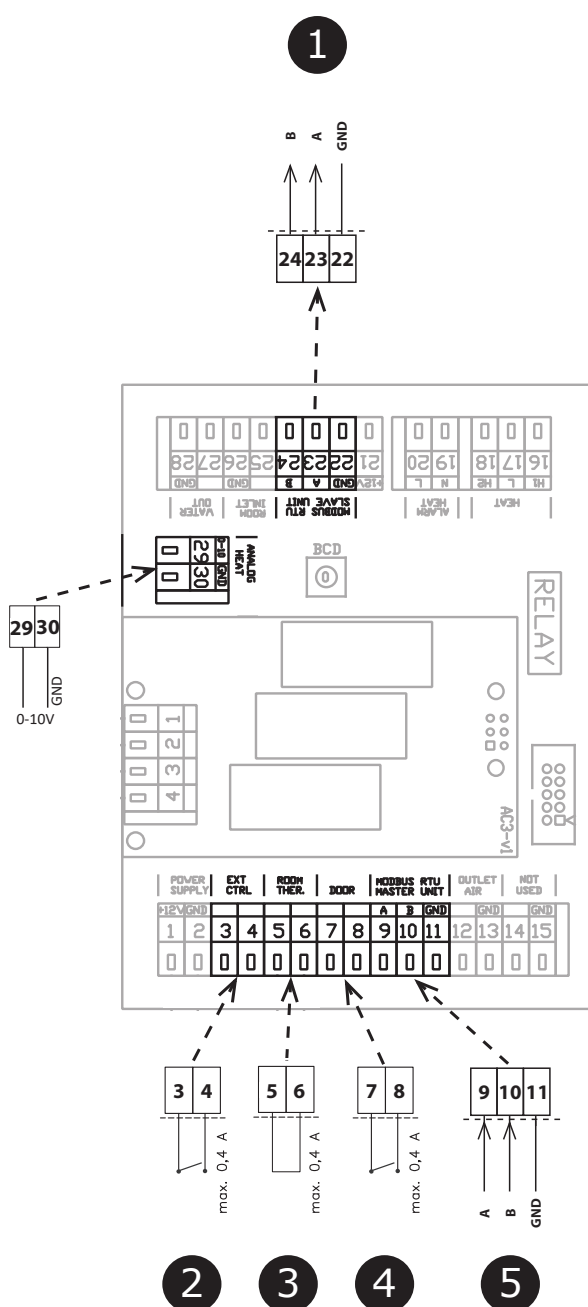 1
B A GND
24 23 22
28 27 26 25 24 23 22 21 20 19 18 17 16
GND GND B A GND +12V L N H2 L H1
WATER OUT
ROOM INLET
MODBUS RTU
SLAVE UNIT
ALARM HEAT
HEAT
29 30
0-10 GND
ANALOG
HEAT
BCD
0
RELAY
29 30
0-10V
GND
1
2
3
4
AC3-v1
POWER SUPPLY
EXT CTRL
ROOM THER.
DOOR
MODBUS RTU MASTER UNIT
OUTLET AIR
NOT USED
+12V GND A B GND GND GND
1 2 3 4 5 6 7 8 9 10 11 12 13 14 15
3 4
max. 0,4 A
5 6
max. 0,4 A
7 8
max. 0,4 A
9 10 11
A B GND
2 3 4 5